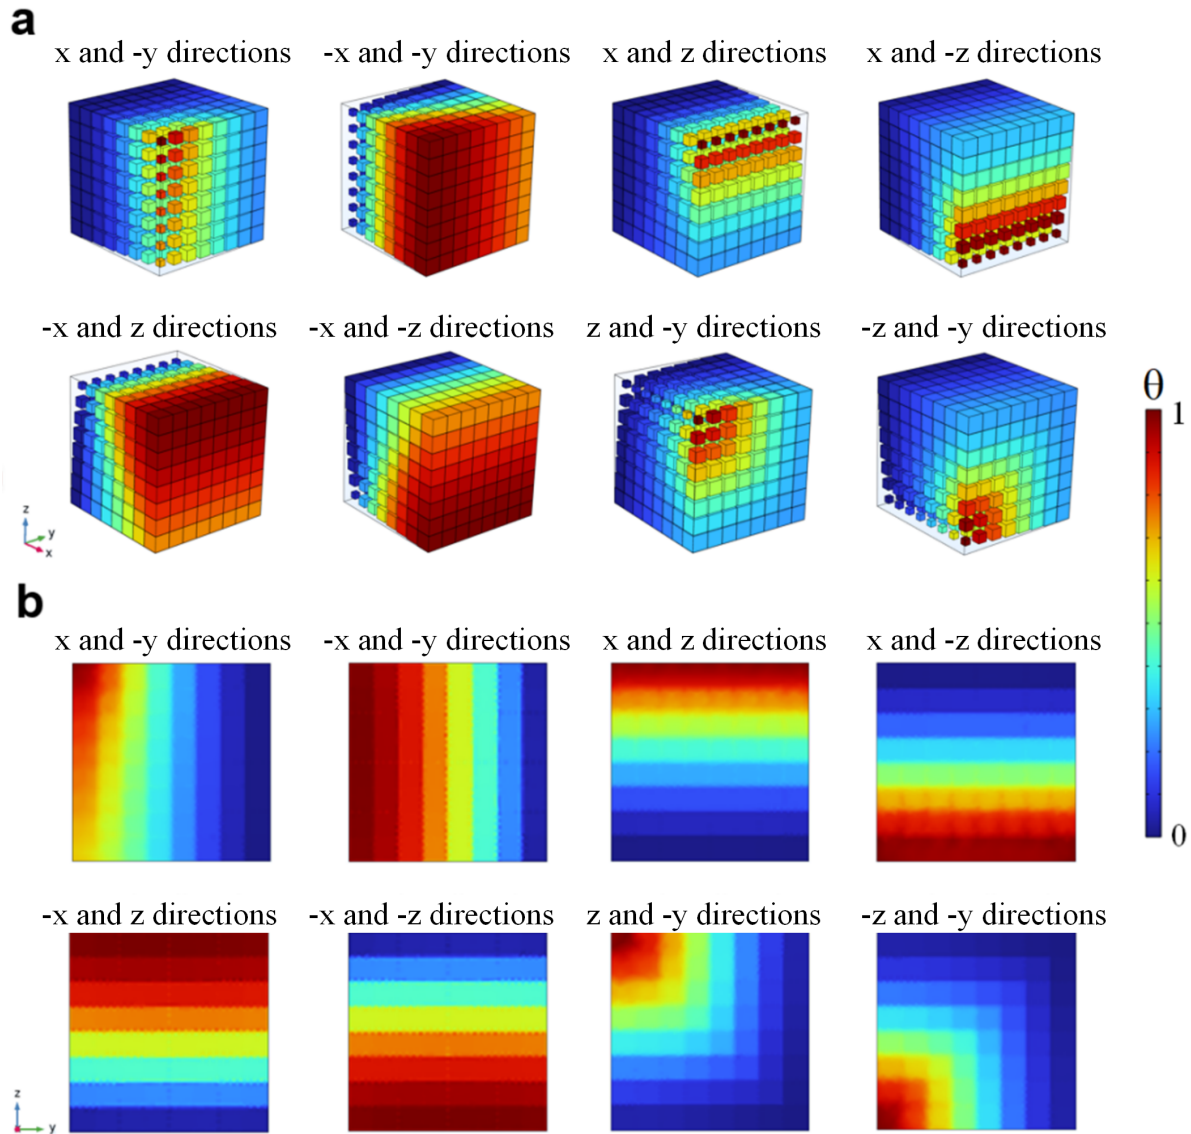 a
x and -y directions
-x and -y directions
x and z directions
x and -z directions
-x and z directions
-x and -z directions
z and -y directions
-z and -y directions
θ
1
0
z
y
x
b
x and -y directions
-x and -y directions
x and z directions
x and -z directions
-x and z directions
-x and -z directions
z and -y directions
-z and -y directions
z
y